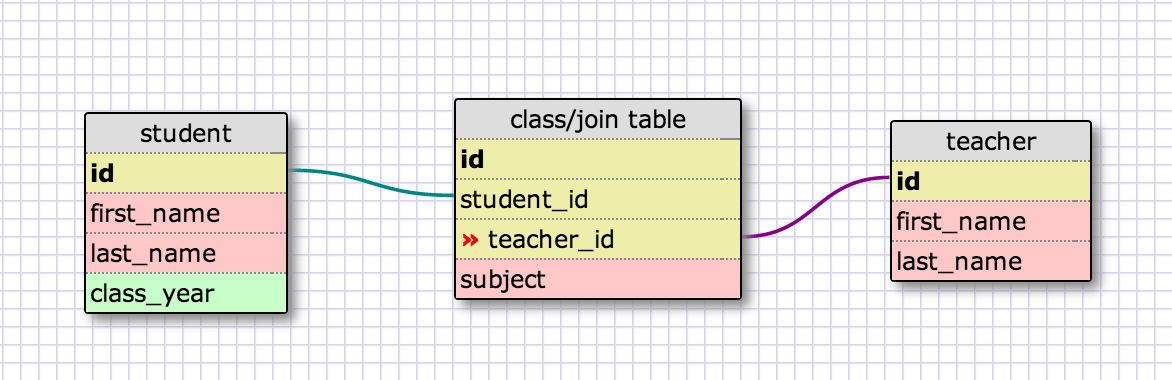 student
id
first_name
last_name
class_year
class/join table
id
student_id
» teacher_id
subject
teacher
id
first_name
last_name